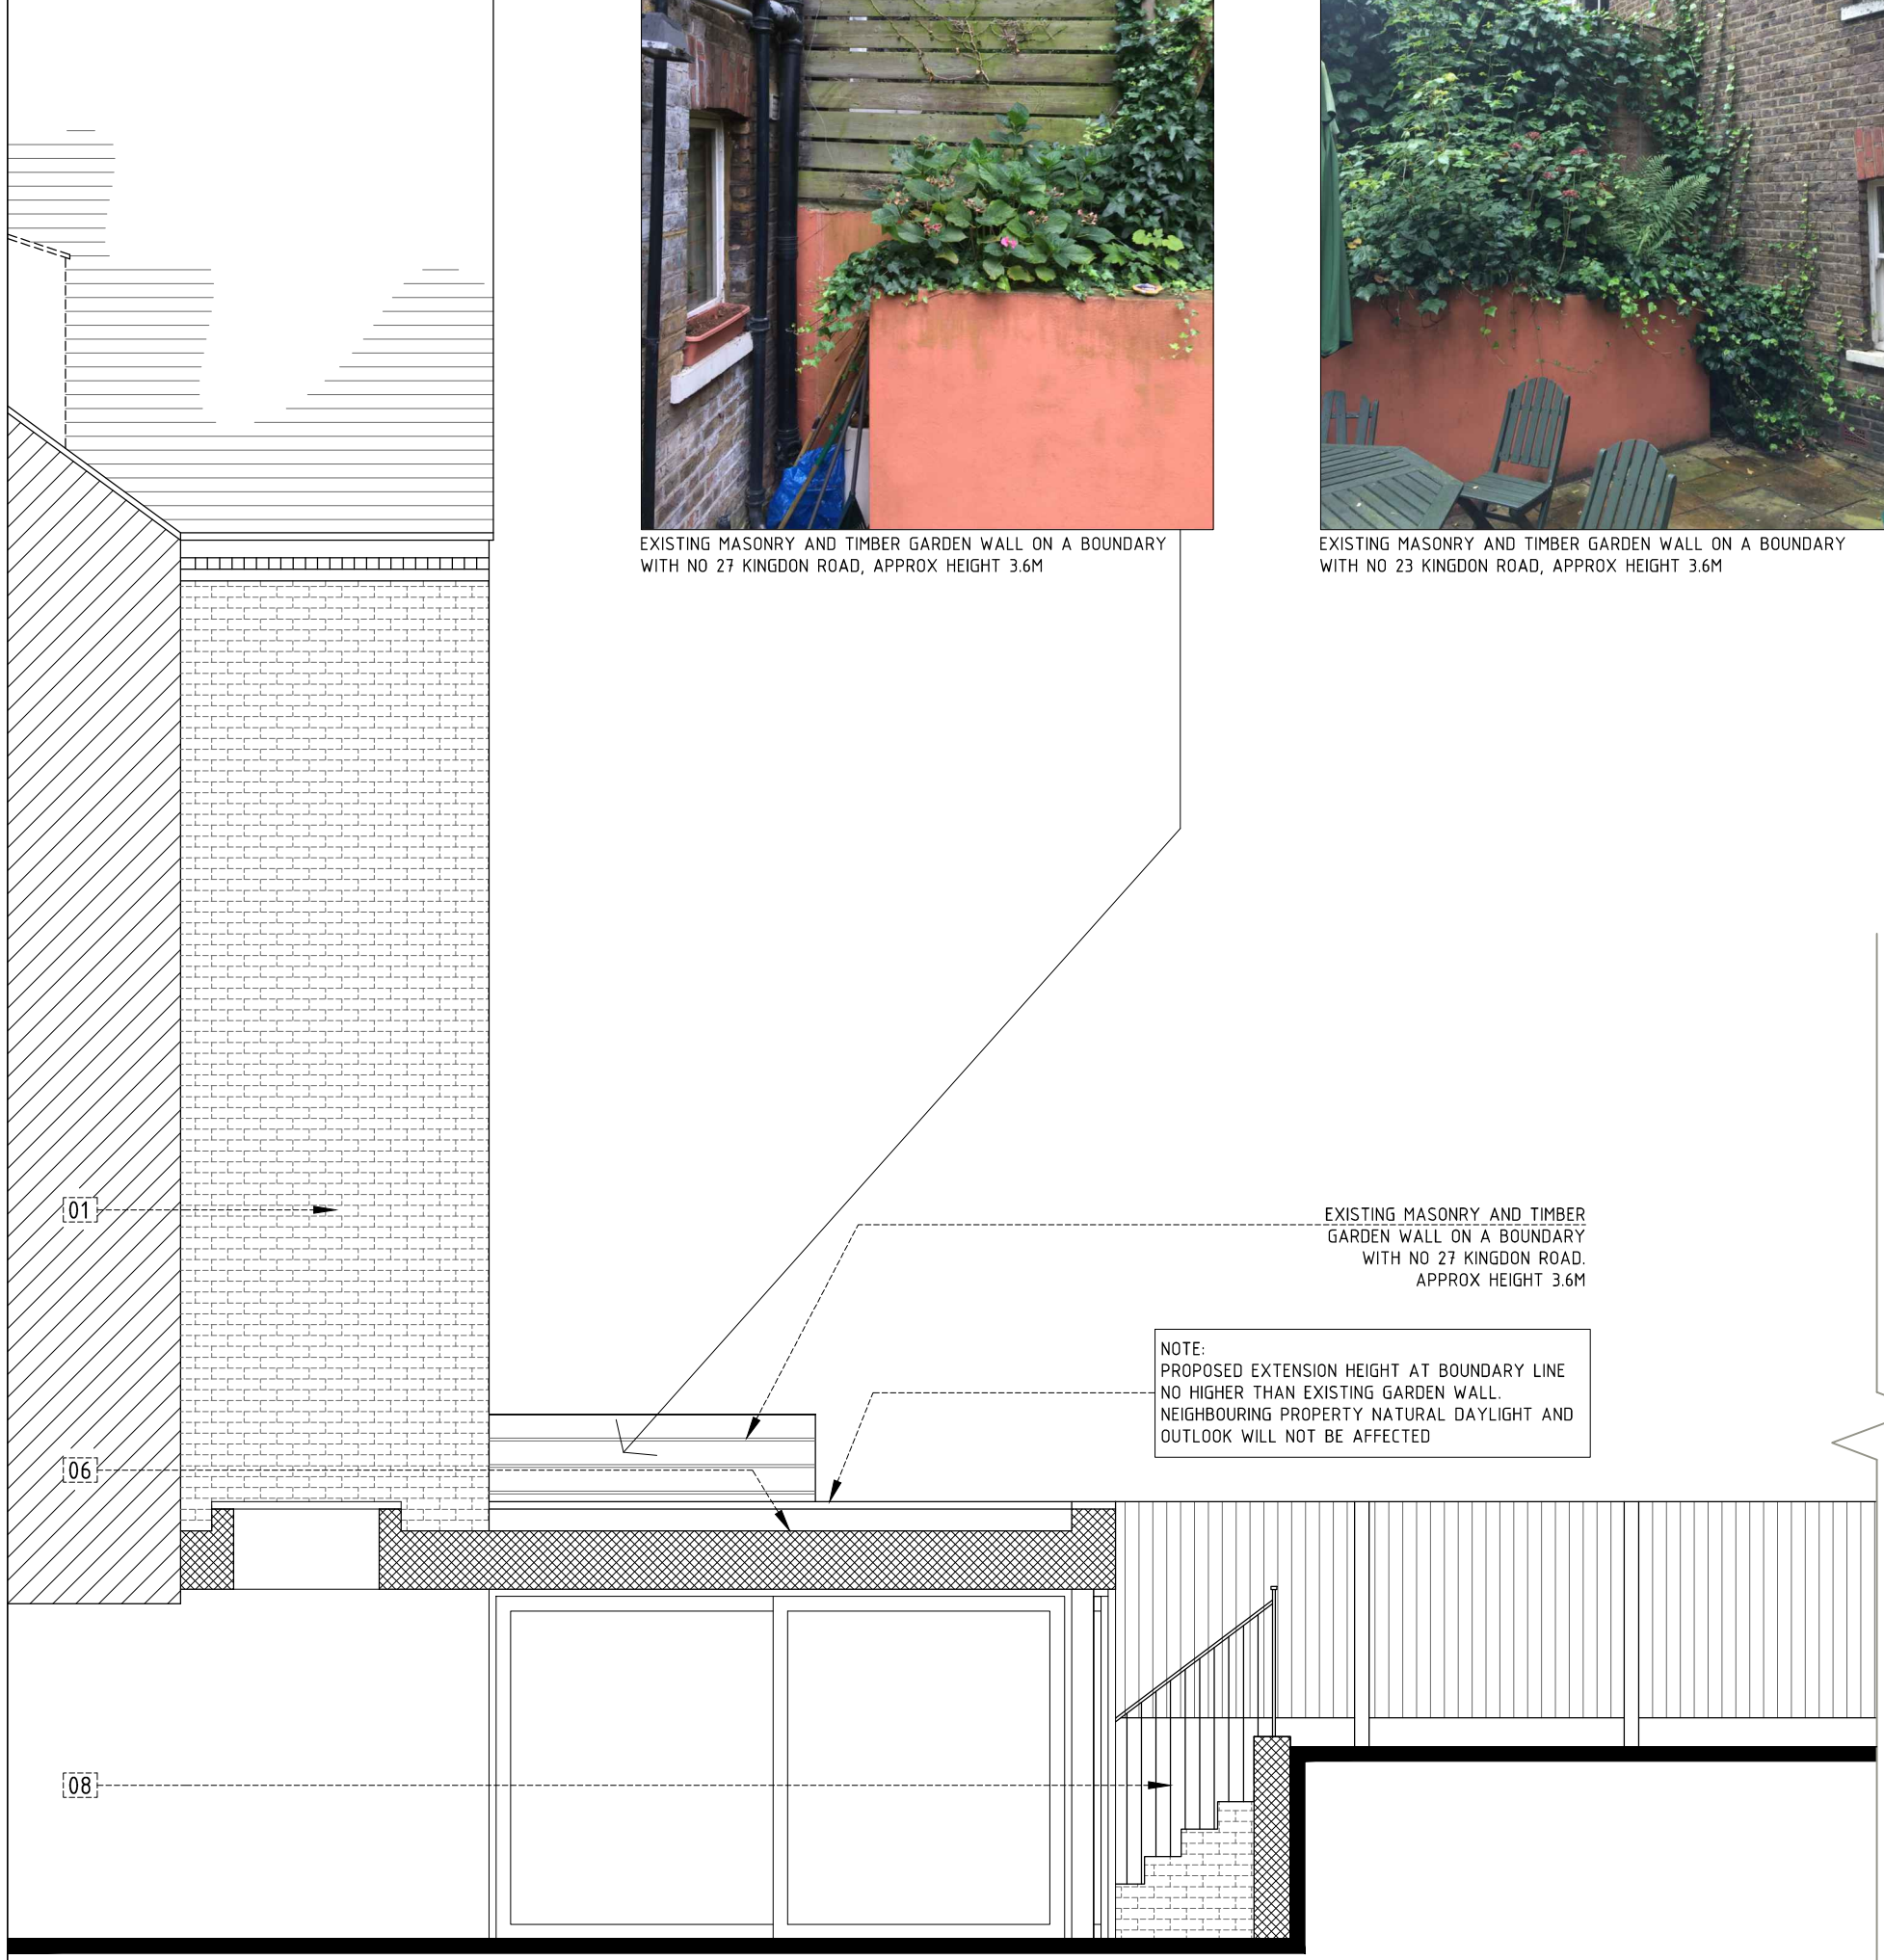 EXISTING MASONRY AND TIMBER GARDEN WALL ON A BOUNDARY
WITH NO 27 KINGDON ROAD, APPROX HEIGHT 3.6M
EXISTING MASONRY AND TIMBER GARDEN WALL ON A BOUNDARY
WITH NO 23 KINGDON ROAD, APPROX HEIGHT 3.6M
01
EXISTING MASONRY AND TIMBER
GARDEN WALL ON A BOUNDARY
WITH NO 27 KINGDON ROAD.
APPROX HEIGHT 3.6M
NOTE:
PROPOSED EXTENSION HEIGHT AT BOUNDARY LINE
NO HIGHER THAN EXISTING GARDEN WALL.
NEIGHBOURING PROPERTY NATURAL DAYLIGHT AND
OUTLOOK WILL NOT BE AFFECTED
06
08